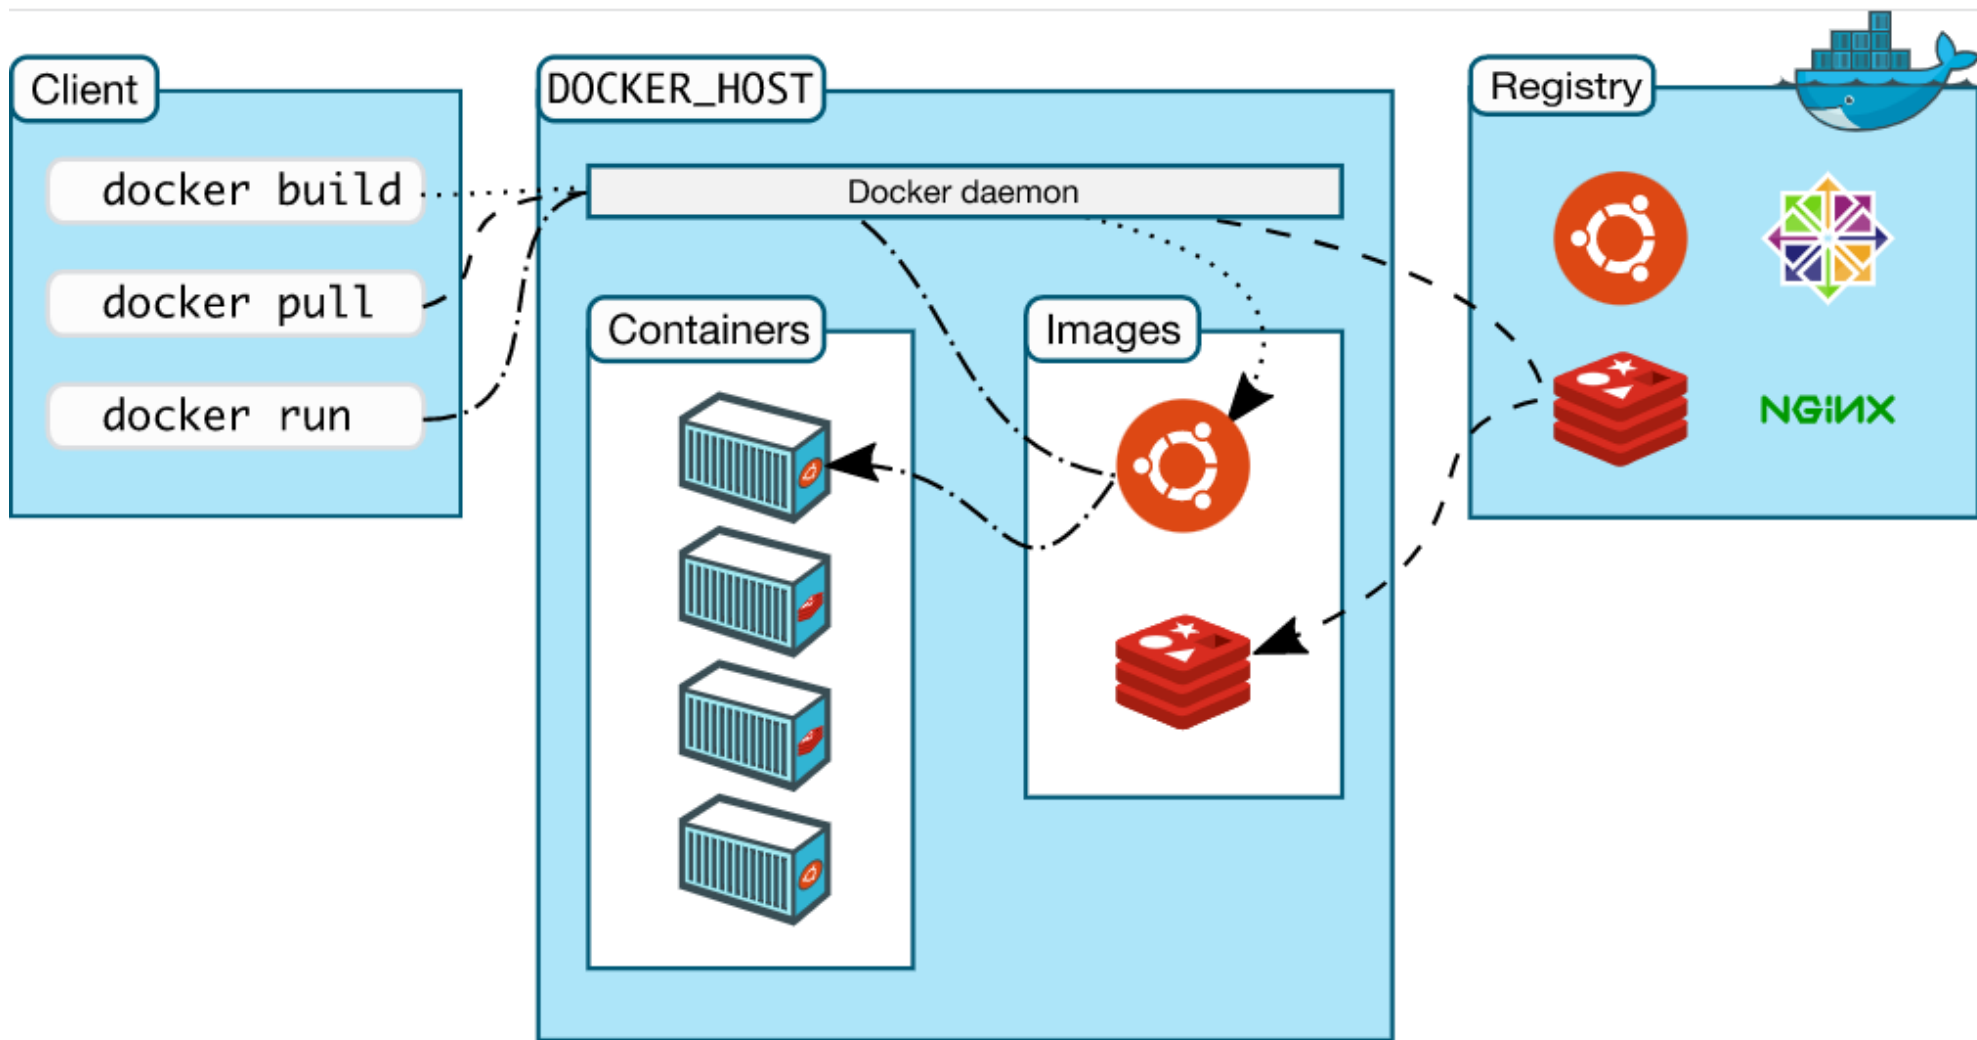 Client
docker build
docker pull
docker run
DOCKER_HOST
Docker daemon
Containers
Images
Registry
NGiNX